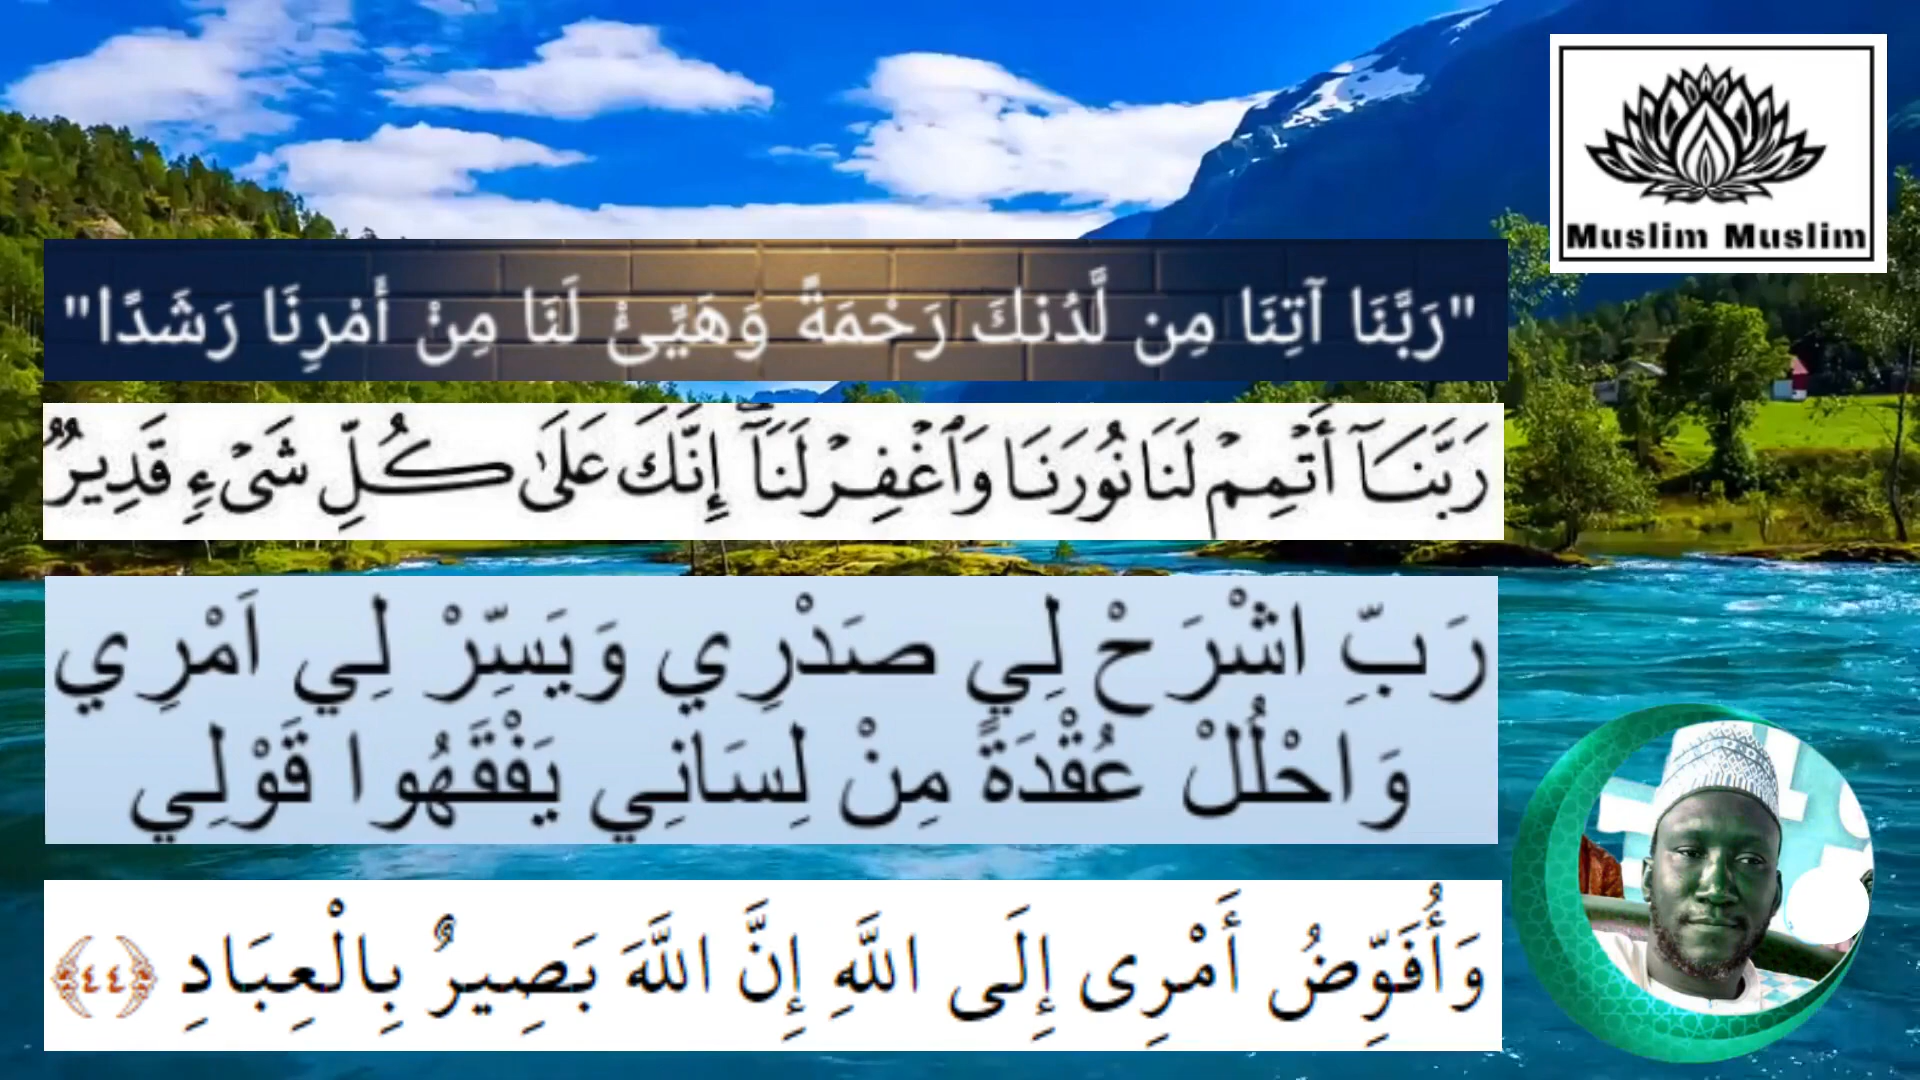 Muslim Muslim
"رَبَّنَا آتِنَا مِن لَّدُنكَ رَحْمَةً وَهَيِّئْ لَنَا مِنْ أَمْرِنَا رَشَدًا"
رَبَّنَآ أَتْمِمْ لَنَا نُورَنَا وَٱغْفِرْ لَنَآ ۖ إِنَّكَ عَلَىٰ كُلِّ شَىْءٍ قَدِيرٌ
رَبِّ اشْرَحْ لِي صَدْرِي وَيَسِّرْ لِي اَمْرِي
وَاحْلُلْ عُقْدَةً مِنْ لِسَانِي يَفْقَهُوا قَوْلِي
وَأُفَوِّضُ أَمْرِى إِلَى اللَّهِ إِنَّ اللَّهَ بَصِيرٌ بِالْعِبَادِ ﴿٤٤﴾